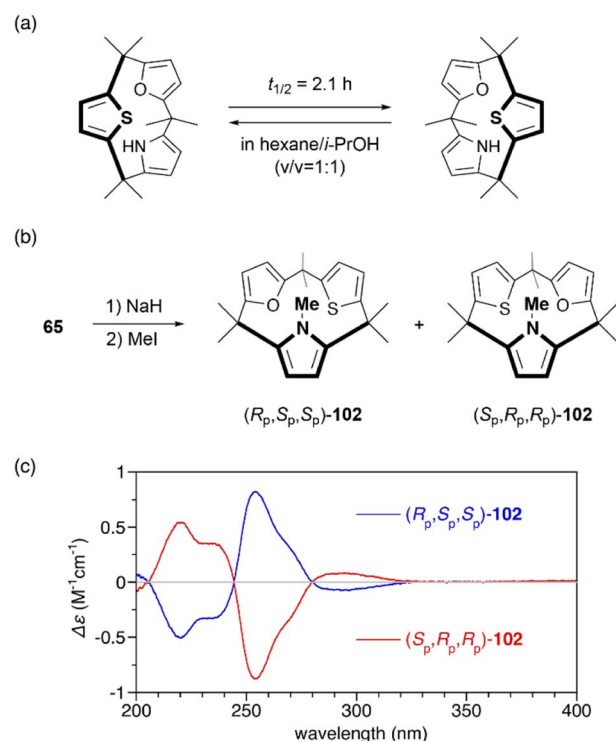 (a)
O
S
HN
t1/2 = 2.1 h
in hexane/i-PrOH
(v/v=1:1)
O
S
NH
(b)
65
1) NaH
2) MeI
O
S
Me
N
(Rp,Sp,Sp)-102
+
S
O
Me
N
(Sp,Rp,Rp)-102
(c)
1
0.5
0
-0.5
-1
Δε (M⁻¹cm⁻¹)
(Rp,Sp,Sp)-102
(Sp,Rp,Rp)-102
200 250 300 350 400
wavelength (nm)